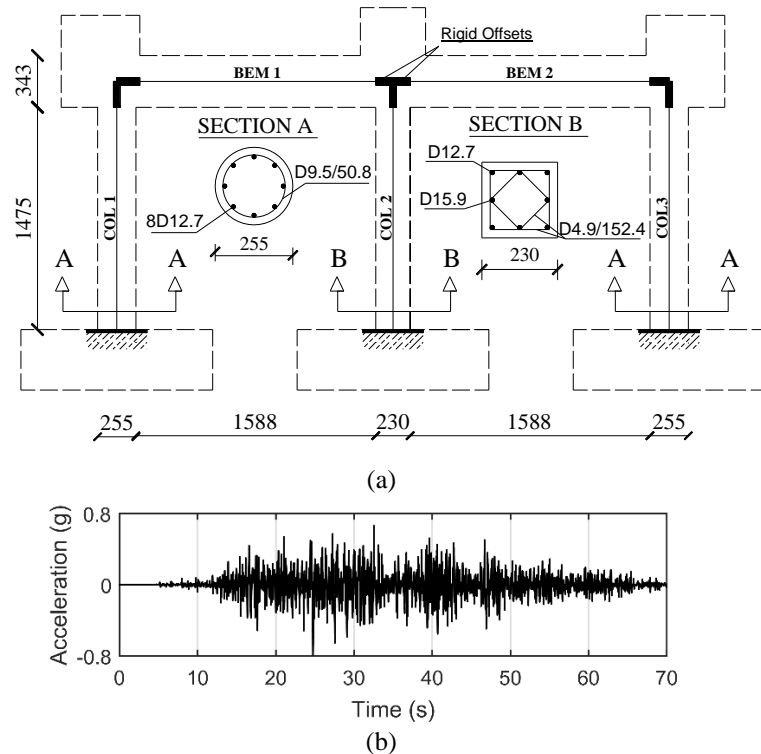 (a)
Rigid Offsets
BEM 1
BEM 2
343
SECTION A
SECTION B
D12.7
D9.5/50.8
D15.9
COL 1
COL 2
COL3
1475
8D12.7
D4.9/152.4
255
230
A
A
B
B
A
A
255
1588
230
1588
255
(a)
Acceleration (g)
0.8
0
-0.8
0
10
20
30
40
50
60
70
Time (s)
(b)